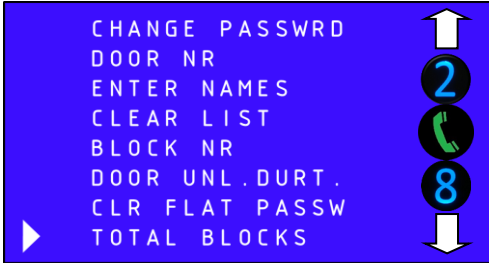 CHANGE PASSWRD
DOOR NR
ENTER NAMES
CLEAR LIST
BLOCK NR
DOOR UNL.DURT.
CLR FLAT PASSW
TOTAL BLOCKS
2
8